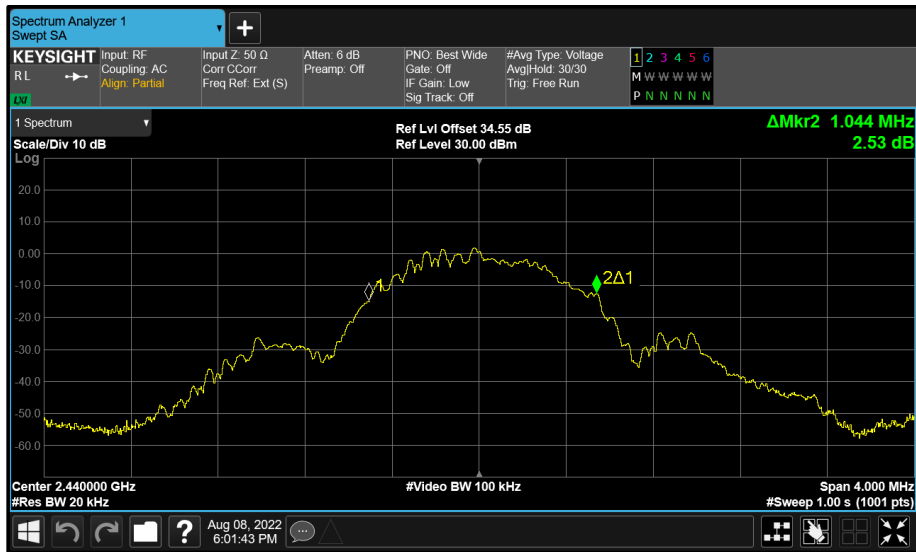 Spectrum Analyzer 1
Swept SA
KEYSIGHT
RL
LXI
Input: RF
Coupling: AC
Align: Partial
Input Z: 50 Ω
Corr CCorr
Freq Ref: Ext (S)
Atten: 6 dB
Preamp: Off
PNO: Best Wide
Gate: Off
IF Gain: Low
Sig Track: Off
#Avg Type: Voltage
Avg|Hold: 30/30
Trig: Free Run
1 2 3 4 5 6
M W W W W W
P N N N N N
1 Spectrum
Scale/Div 10 dB
Ref Lvl Offset 34.55 dB
Ref Level 30.00 dBm
ΔMkr2 1.044 MHz
2.53 dB
Log
20.0
10.0
0.00
-10.0
-20.0
-30.0
-40.0
-50.0
-60.0
1
2Δ1
Center 2.440000 GHz
#Res BW 20 kHz
#Video BW 100 kHz
Span 4.000 MHz
#Sweep 1.00 s (1001 pts)
?
Aug 08, 2022
6:01:43 PM